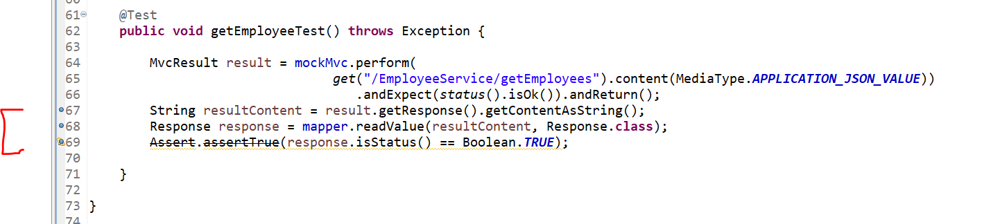 61 @Test
62 public void getEmployeeTest() throws Exception {
63
64 MvcResult result = mockMvc.perform(
65 get("/EmployeeService/getEmployees").content(MediaType.APPLICATION_JSON_VALUE))
66 .andExpect(status().isOk()).andReturn();
67 String resultContent = result.getResponse().getContentAsString();
68 Response response = mapper.readValue(resultContent, Response.class);
69 Assert.assertTrue(response.isStatus() == Boolean.TRUE);
70
71 }
72
73 }
74